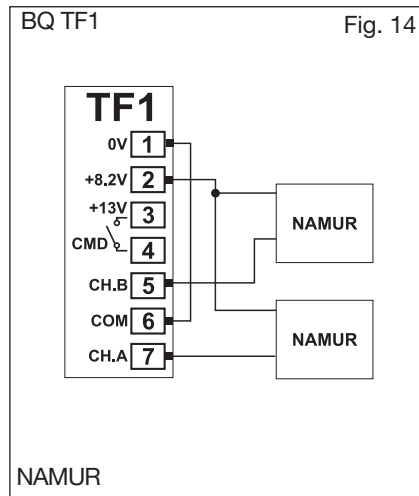 BQ TF1 Fig. 14
TF1
0V 1
+8.2V 2
+13V 3
CMD 4
CH.B 5
COM 6
CH.A 7
NAMUR
NAMUR
NAMUR